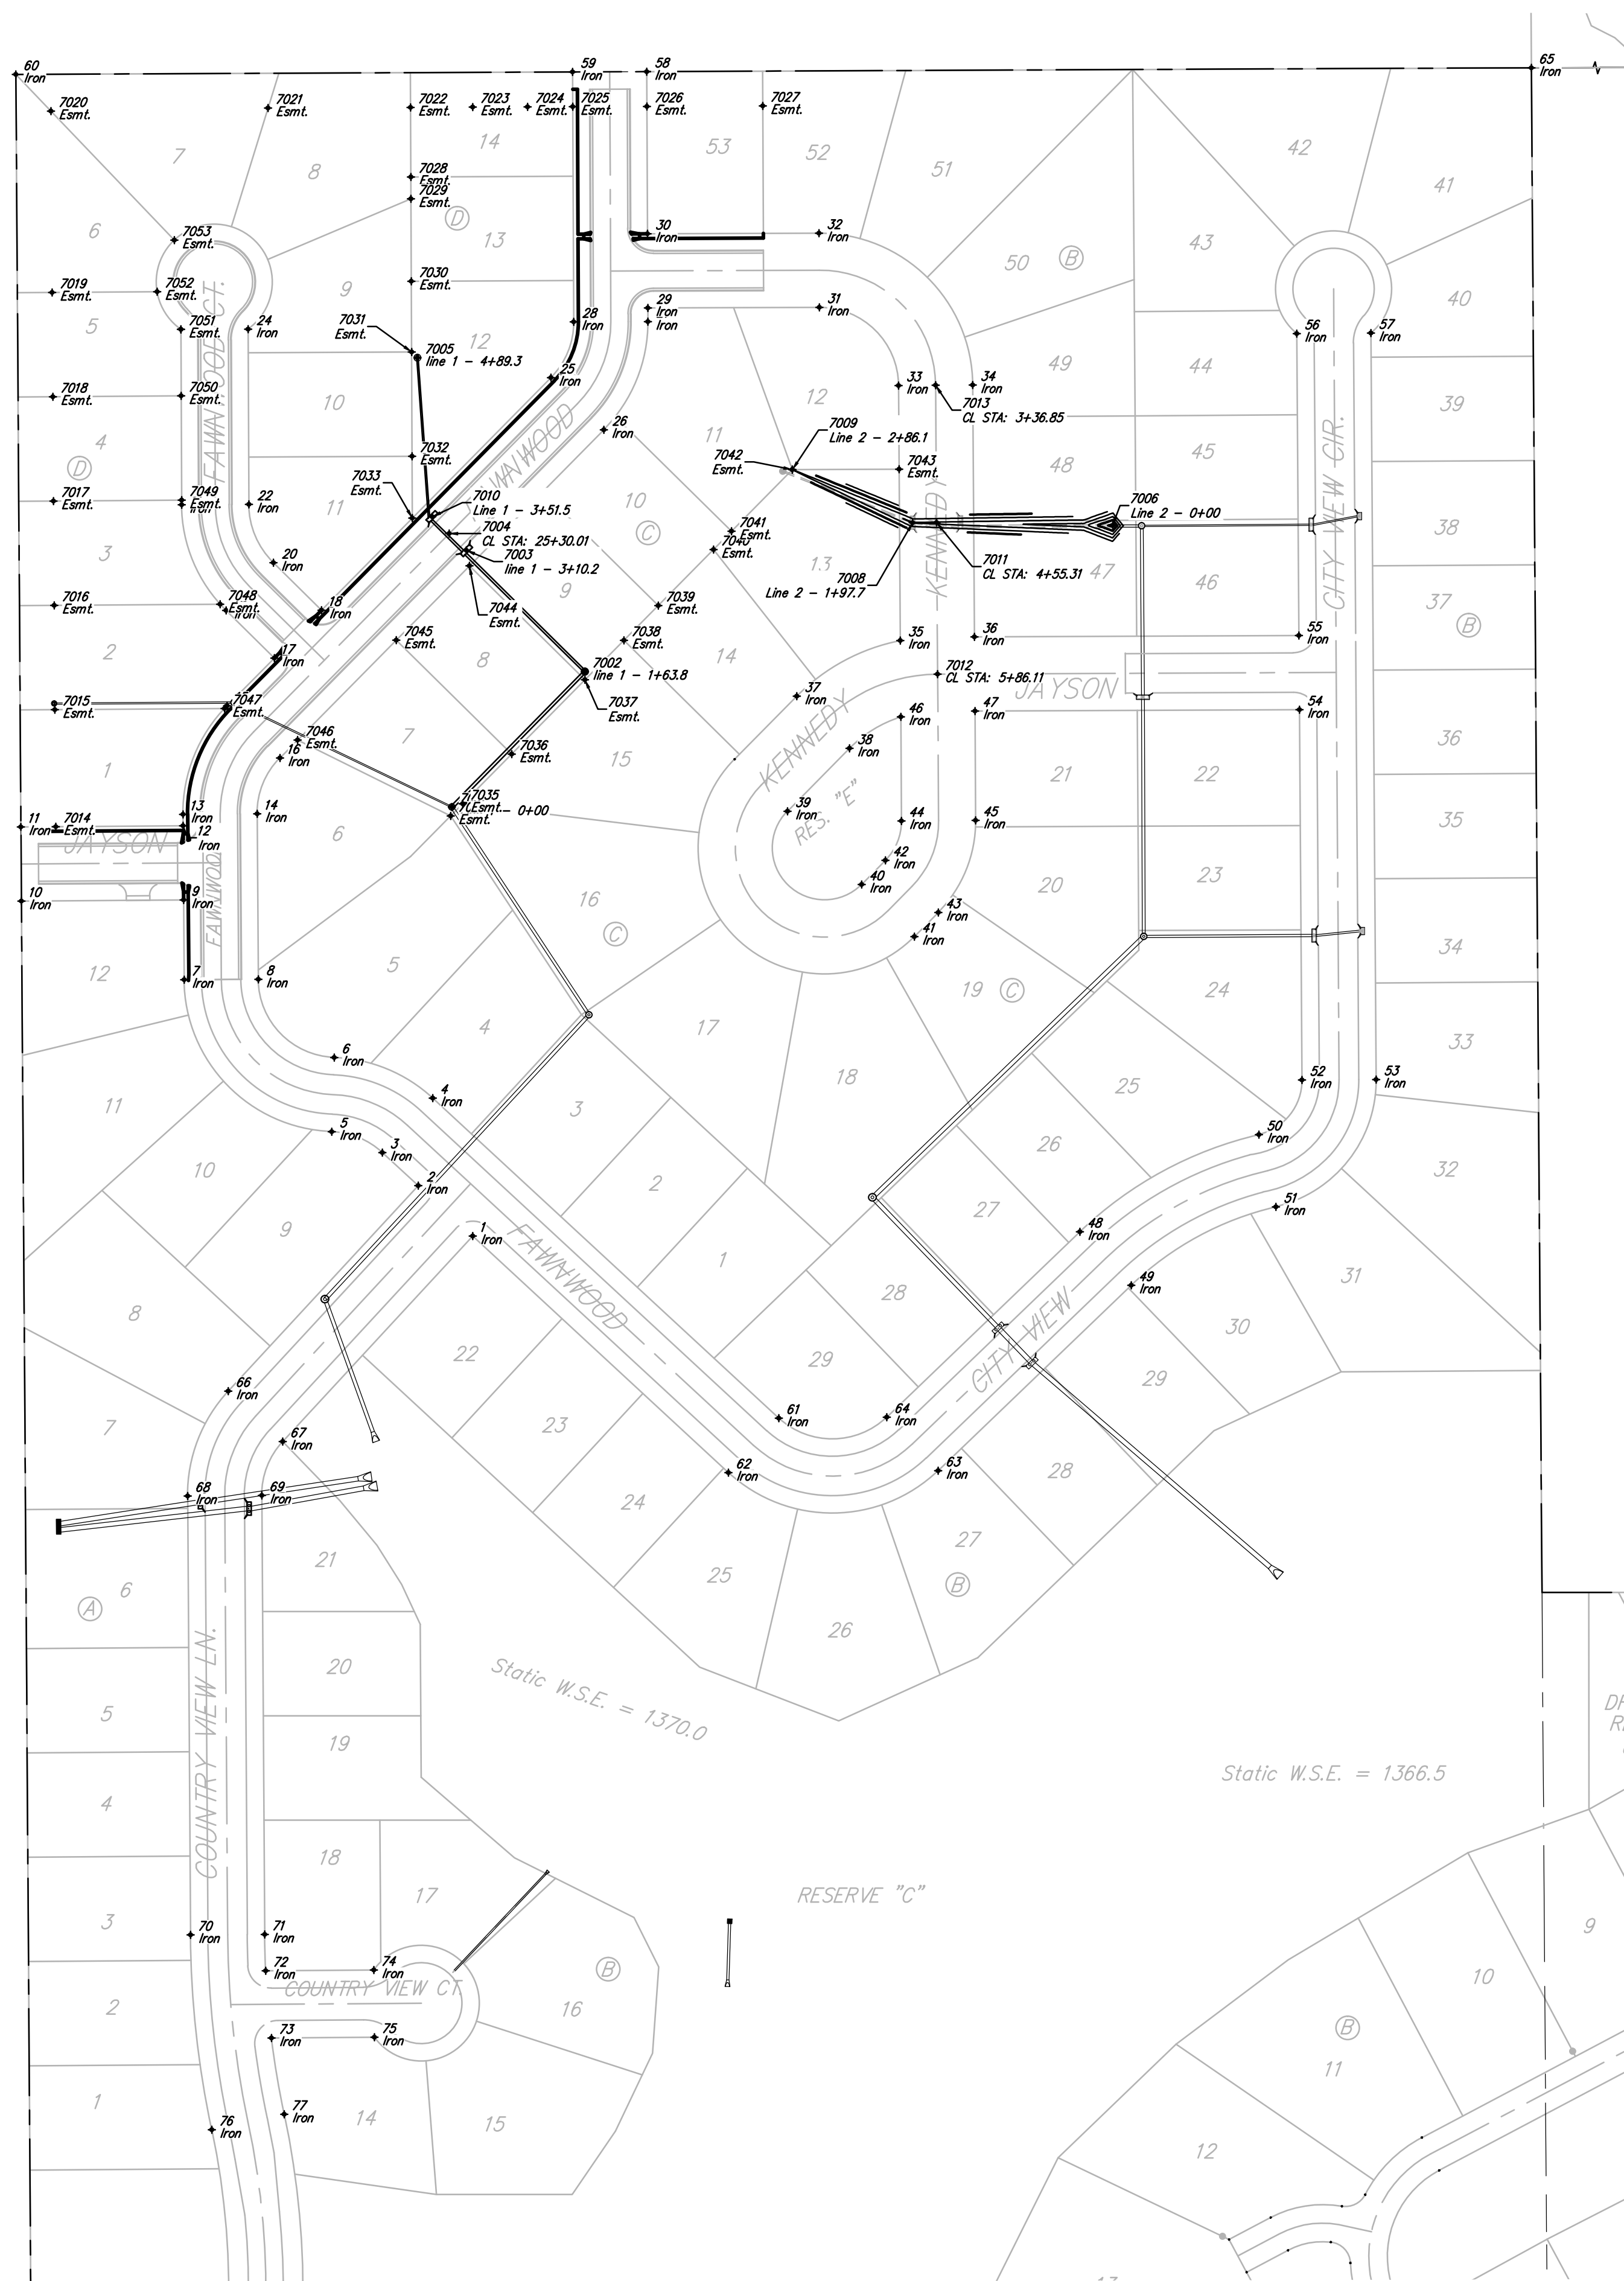 60
Iron
59
Iron
58
Iron
65
Iron
7020
Esmt.
7021
Esmt.
7022
Esmt.
7023
Esmt.
7024
Esmt.
7025
Esmt.
7026
Esmt.
7027
Esmt.
7
8
14
53
52
51
42
41
7028
Esmt.
7029
Esmt.
D
13
6
7053
Esmt.
30
Iron
32
Iron
43
50
B
7019
Esmt.
7052
Esmt.
9
7030
Esmt.
40
5
7051
Esmt.
24
Iron
7031
Esmt.
29
Iron
31
Iron
28
Iron
12
7005
line 1 - 4+89.3
56
Iron
57
Iron
49
44
25
Iron
33
Iron
34
Iron
7013
CL STA: 3+36.85
7018
Esmt.
7050
Esmt.
FAWNWOOD CT.
10
12
39
4
D
26
Iron
11
7009
Line 2 - 2+86.1
45
48
CITY VIEW CIR.
7032
Esmt.
7042
Esmt.
7043
Esmt.
7033
Esmt.
7017
Esmt.
7049
Esmt.
Iron
22
Iron
11
FAWNWOOD
7010
Line 1 - 3+51.5
10
C
7006
Line 2 - 0+00
38
7004
CL STA: 25+30.01
7041
Esmt.
7040
Esmt.
7003
line 1 - 3+10.2
3
20
Iron
KENNEDY
13
7008
Line 2 - 1+97.7
7011
CL STA: 4+55.31
47
46
9
7044
Esmt.
37
B
7016
Esmt.
7048
Esmt.
Iron
18
Iron
7039
Esmt.
2
17
Iron
7045
Esmt.
8
7038
Esmt.
14
35
Iron
36
Iron
55
Iron
7002
line 1 - 1+63.8
7012
CL STA: 5+86.11
JAYSON
7015
Esmt.
7047
Esmt.
7037
Esmt.
37
Iron
KENNEDY
46
Iron
47
Iron
54
Iron
7
7046
Esmt.
16
Iron
7036
Esmt.
15
38
Iron
36
1
21
22
RES. "E"
7035
Esmt.
Esmt.
- 0+00
39
Iron
44
Iron
45
Iron
35
11
Iron
7014
Esmt.
13
Iron
12
Iron
14
Iron
6
JAYSON
42
Iron
40
Iron
20
23
10
Iron
9
Iron
FAWNWOOD
16
C
43
Iron
41
Iron
34
12
7
Iron
8
Iron
5
19
C
24
4
17
33
6
Iron
18
25
11
4
Iron
3
52
Iron
53
Iron
5
Iron
3
Iron
10
2
Iron
2
26
50
Iron
32
9
1
Iron
27
51
Iron
48
Iron
FAWNWOOD
1
49
Iron
31
8
28
CITY VIEW
30
22
29
29
66
Iron
7
23
61
Iron
64
Iron
67
Iron
62
Iron
63
Iron
28
68
Iron
69
Iron
24
27
21
25
B
A
6
26
COUNTRY VIEW LN.
20
Static W.S.E. = 1370.0
5
19
Static W.S.E. = 1366.5
4
18
17
RESERVE "C"
3
70
Iron
71
Iron
9
72
Iron
74
Iron
B
COUNTRY VIEW CT.
10
2
16
73
Iron
75
Iron
B
11
1
77
Iron
14
15
76
Iron
12